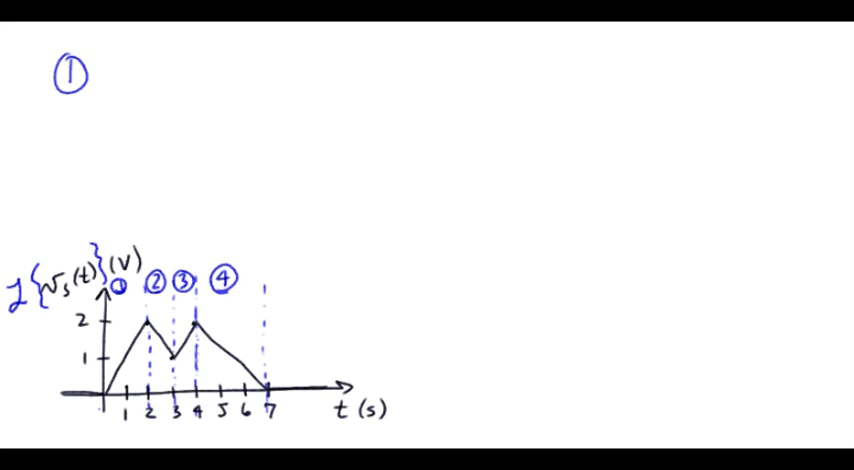 ①
ℒ{v_s(t)} (V)
① ② ③ ④
2
1
1 2 3 4 5 6 7
t (s)